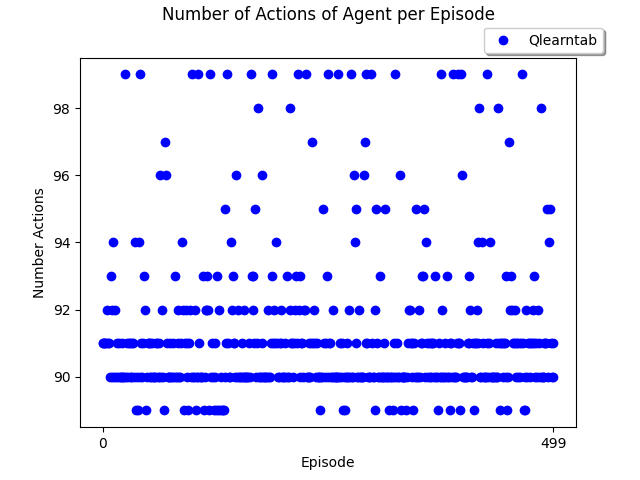 Number of Actions of Agent per Episode
Qlearntab
98
96
94
92
90
Number Actions
0
499
Episode